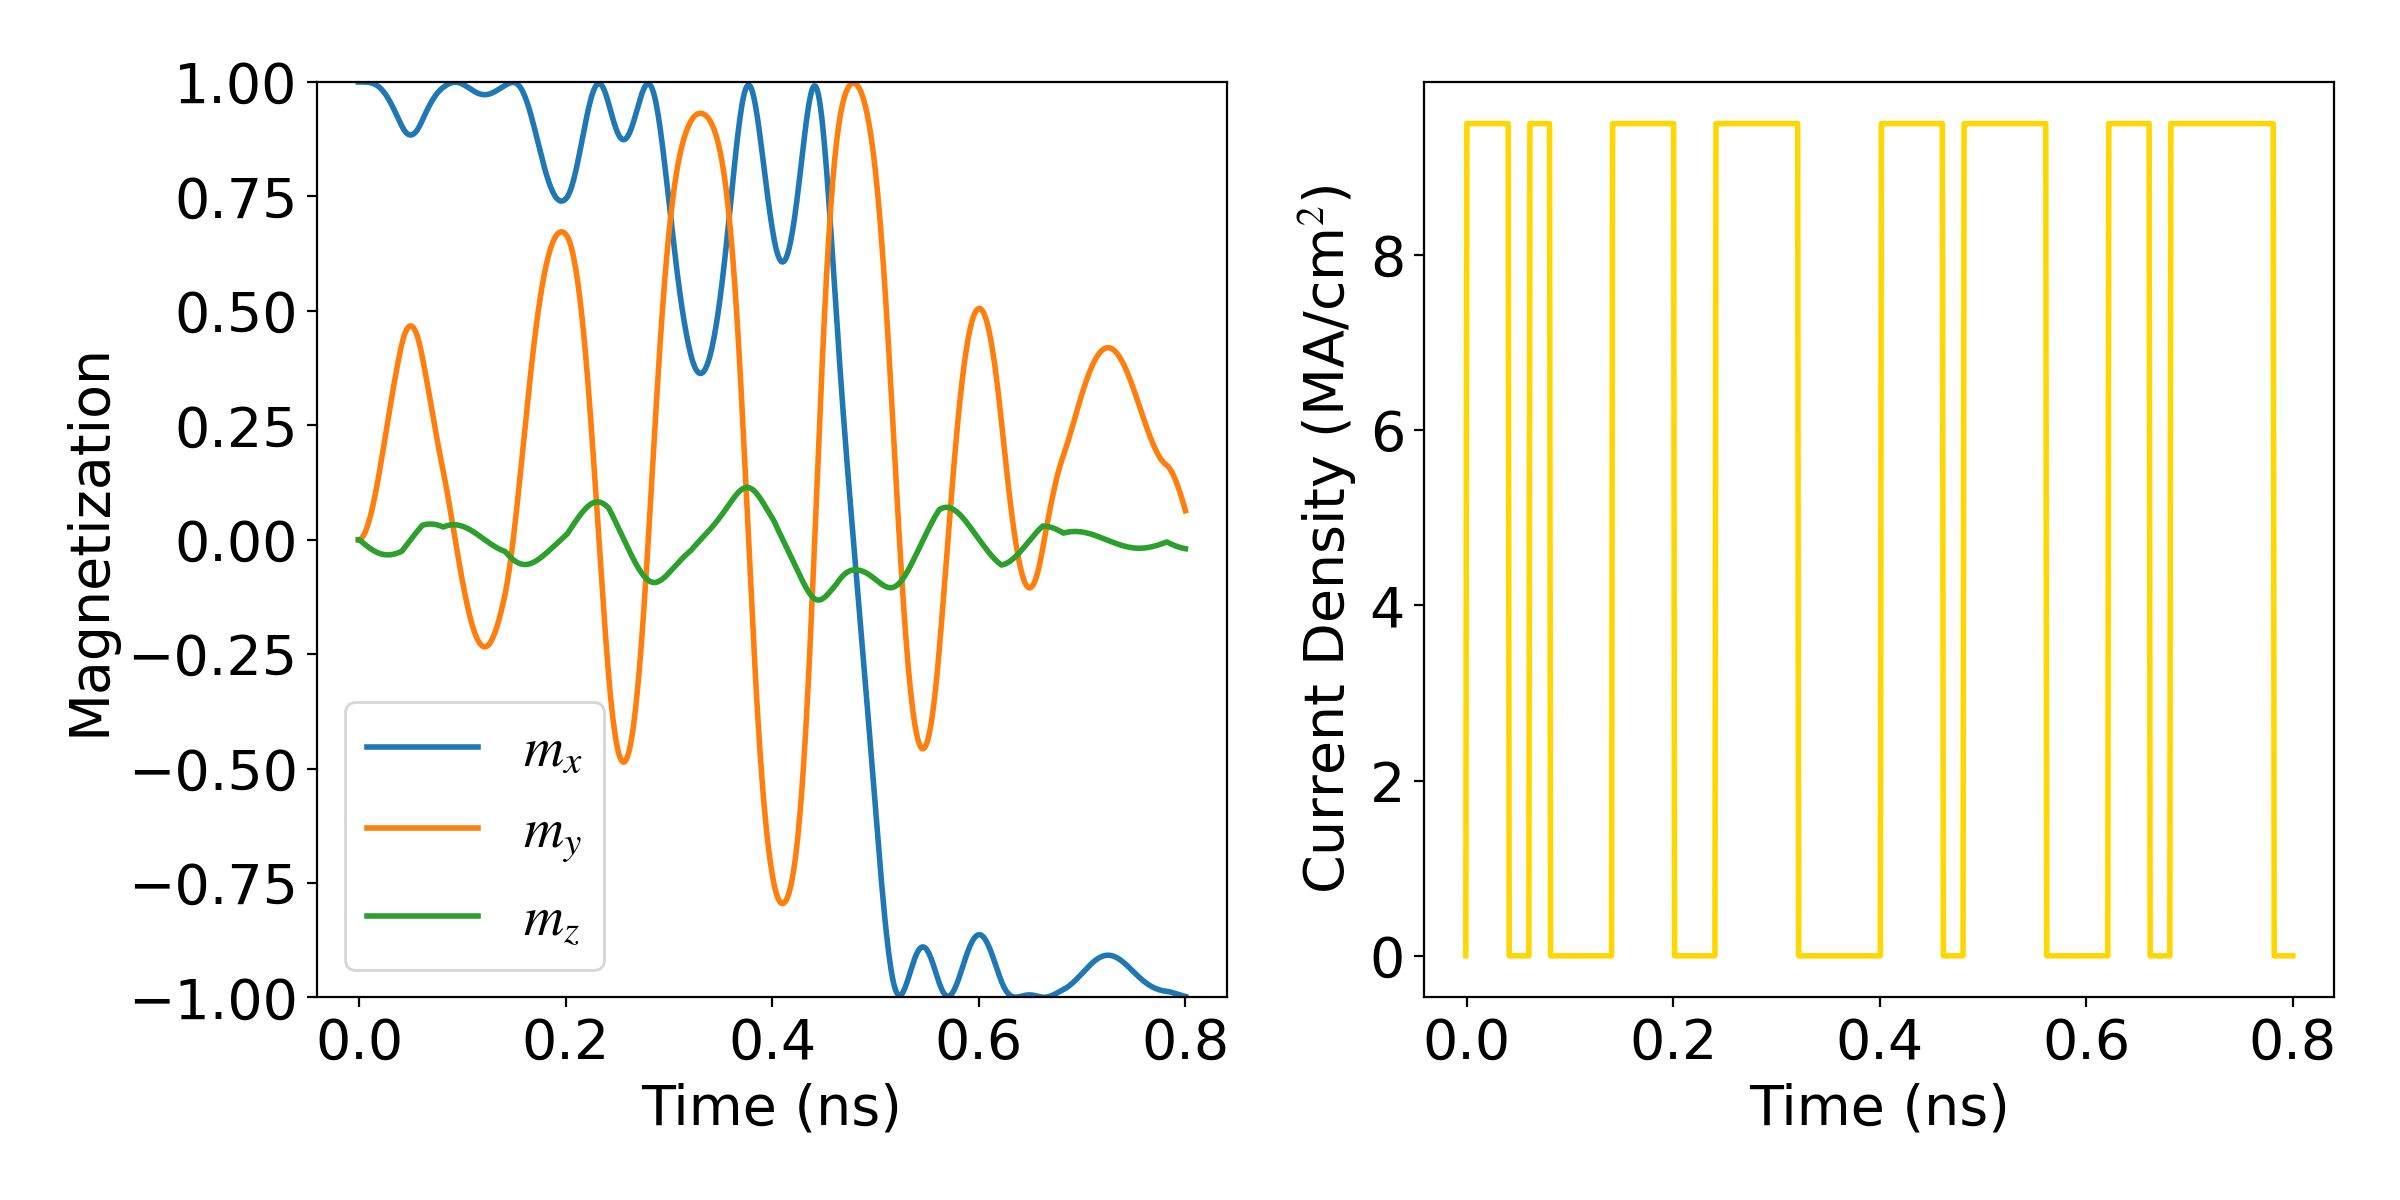 Magnetization
1.00
0.75
0.50
0.25
0.00
−0.25
−0.50
−0.75
−1.00
m_x
m_y
m_z
0.0 0.2 0.4 0.6 0.8
Time (ns)
Current Density (MA/cm²)
8
6
4
2
0
0.0 0.2 0.4 0.6 0.8
Time (ns)